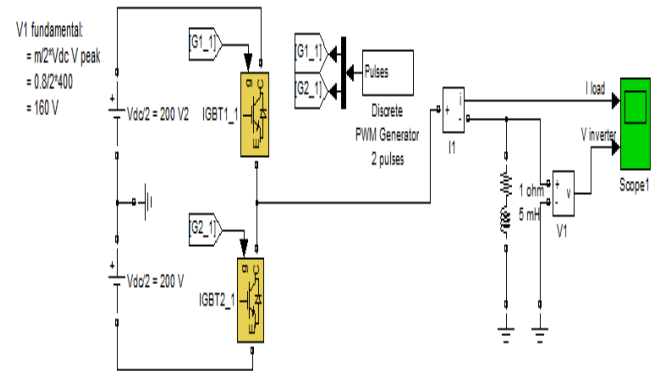 V1 fundamental:
= m/2*Vdc V peak
= 0.8/2*400
= 160 V
[G1_1]
g
C
E
IGBT1_1
[G1_1]
[G2_1]
Pulses
Discrete
PWM Generator
2 pulses
+
Vdc/2 = 200 V2
[G2_1]
g
C
E
IGBT2_1
+
Vdc/2 = 200 V
+
i
-
I1
I load
V inverter
Scope1
1 ohm
5 mH
+
-
v
V1